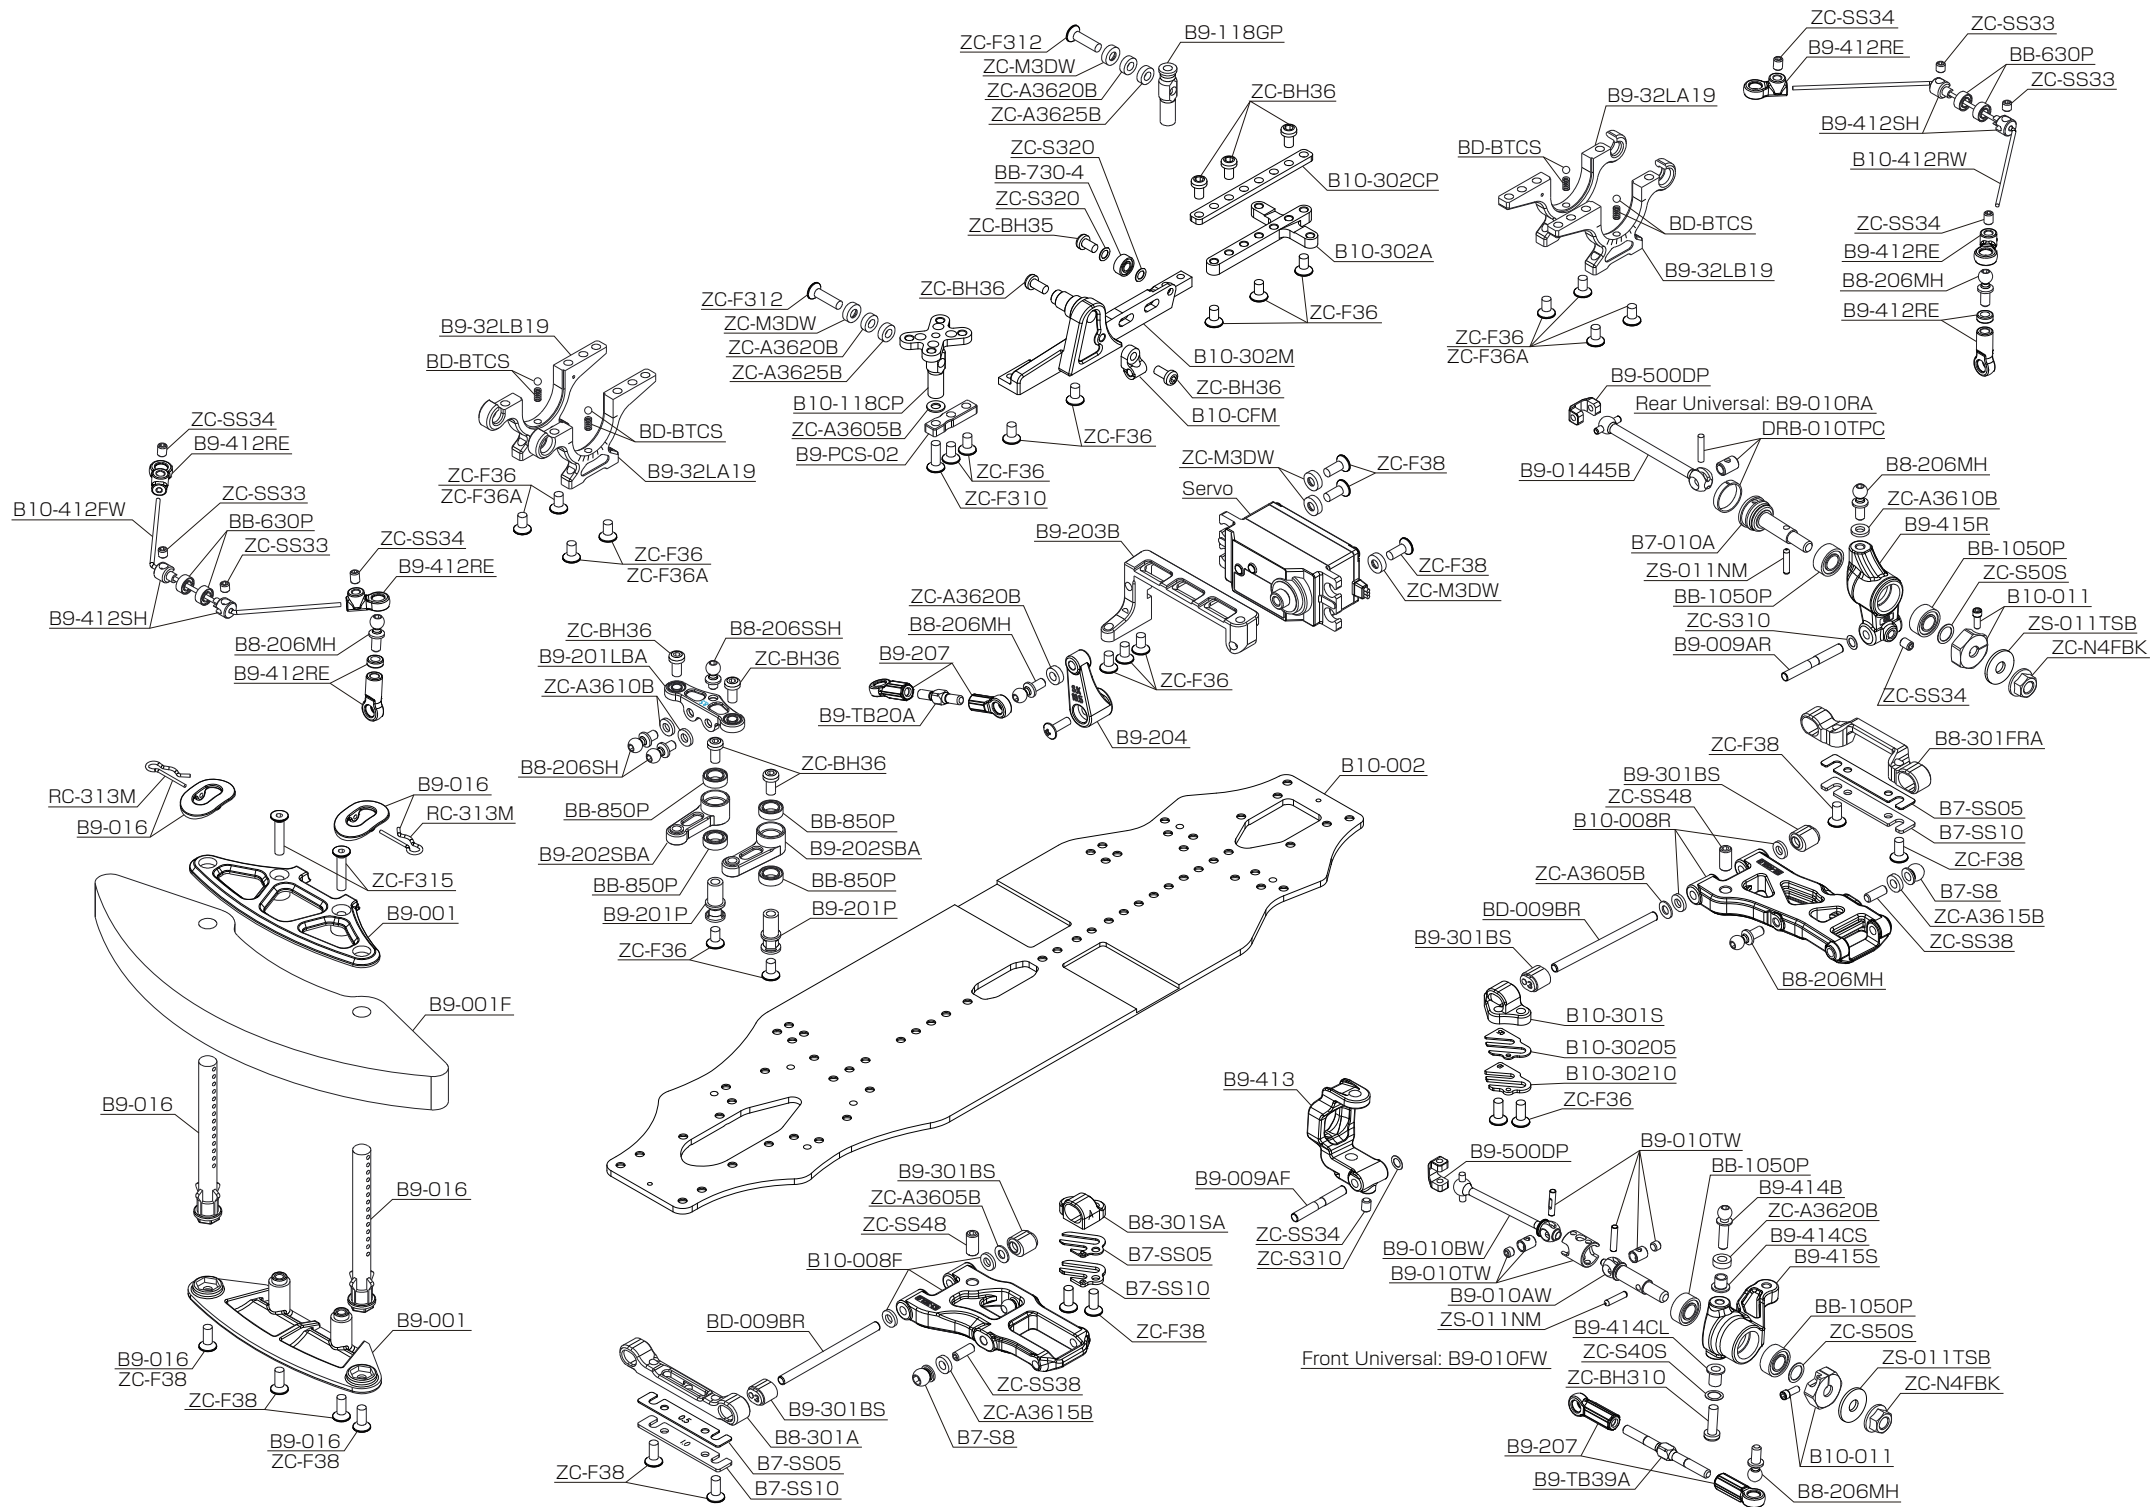 ZC-F312
ZC-M3DW
ZC-A3620B
ZC-A3625B
B9-118GP
ZC-BH36
ZC-S320
BB-730-4
ZC-S320
ZC-BH35
B10-302CP
B10-302A
ZC-BH36
ZC-F36
B10-302M
ZC-BH36
B10-CFM
ZC-F36
ZC-F312
ZC-M3DW
ZC-A3620B
ZC-A3625B
B10-118CP
ZC-A3605B
B9-PCS-02
ZC-F36
ZC-F310
ZC-SS34
B9-412RE
ZC-SS33
BB-630P
ZC-SS33
B9-412SH
B10-412RW
ZC-SS34
B9-412RE
B8-206MH
B9-412RE
B9-32LA19
BD-BTCS
BD-BTCS
B9-32LB19
ZC-F36
ZC-F36A
B9-32LB19
BD-BTCS
BD-BTCS
B9-32LA19
ZC-F36
ZC-F36A
ZC-F36
ZC-F36A
ZC-SS34
B9-412RE
B10-412FW
ZC-SS33
BB-630P
ZC-SS33
ZC-SS34
B9-412RE
B9-412SH
B8-206MH
B9-412RE
ZC-M3DW
Servo
ZC-F38
B9-203B
ZC-F38
ZC-M3DW
ZC-F36
ZC-A3620B
B8-206MH
B9-207
B9-TB20A
B9-204
ZC-BH36
B9-201LBA
ZC-A3610B
B8-206SSH
ZC-BH36
B8-206SH
ZC-BH36
BB-850P
B9-202SBA
BB-850P
BB-850P
B9-202SBA
BB-850P
B9-201P
B9-201P
ZC-F36
B10-002
B9-500DP
Rear Universal: B9-010RA
DRB-010TPC
B9-01445B
B8-206MH
ZC-A3610B
B9-415R
BB-1050P
ZC-S50S
B10-011
ZS-011TSB
ZC-N4FBK
B7-010A
ZS-011NM
BB-1050P
ZC-S310
B9-009AR
ZC-SS34
B8-301FRA
ZC-F38
B9-301BS
ZC-SS48
B10-008R
B7-SS05
B7-SS10
ZC-F38
B7-S8
ZC-A3615B
ZC-SS38
B8-206MH
ZC-A3605B
BD-009BR
B9-301BS
B10-301S
B10-30205
B10-30210
ZC-F36
RC-313M
B9-016
B9-016
RC-313M
ZC-F315
B9-001
B9-001F
B9-016
B9-016
B9-001
B9-016
ZC-F38
ZC-F38
B9-016
ZC-F38
B9-301BS
ZC-A3605B
ZC-SS48
B10-008F
B8-301SA
A
B7-SS05
B7-SS10
ZC-F38
BD-009BR
ZC-SS38
ZC-A3615B
B7-S8
B9-301BS
B8-301A
0.5
1.0
B7-SS05
B7-SS10
ZC-F38
B9-413
B9-009AF
ZC-SS34
ZC-S310
B9-500DP
B9-010TW
BB-1050P
B9-414B
ZC-A3620B
B9-414CS
B9-415S
B9-010BW
B9-010TW
B9-010AW
ZS-011NM
BB-1050P
ZC-S50S
ZS-011TSB
ZC-N4FBK
B9-414CL
ZC-S40S
ZC-BH310
Front Universal: B9-010FW
B9-207
B9-TB39A
B10-011
B8-206MH